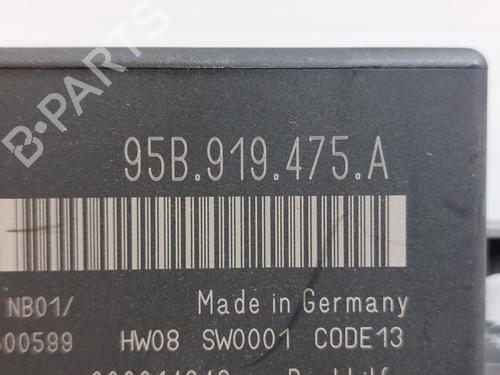 B-PARTS
95B.919.475.A
NB01/
Made in Germany
500599
HW08 SW0001 CODE13